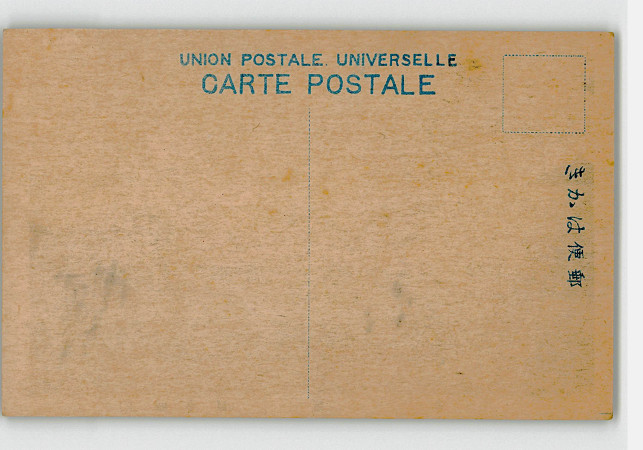 UNION POSTALE UNIVERSELLE
CARTE POSTALE
郵便はかき